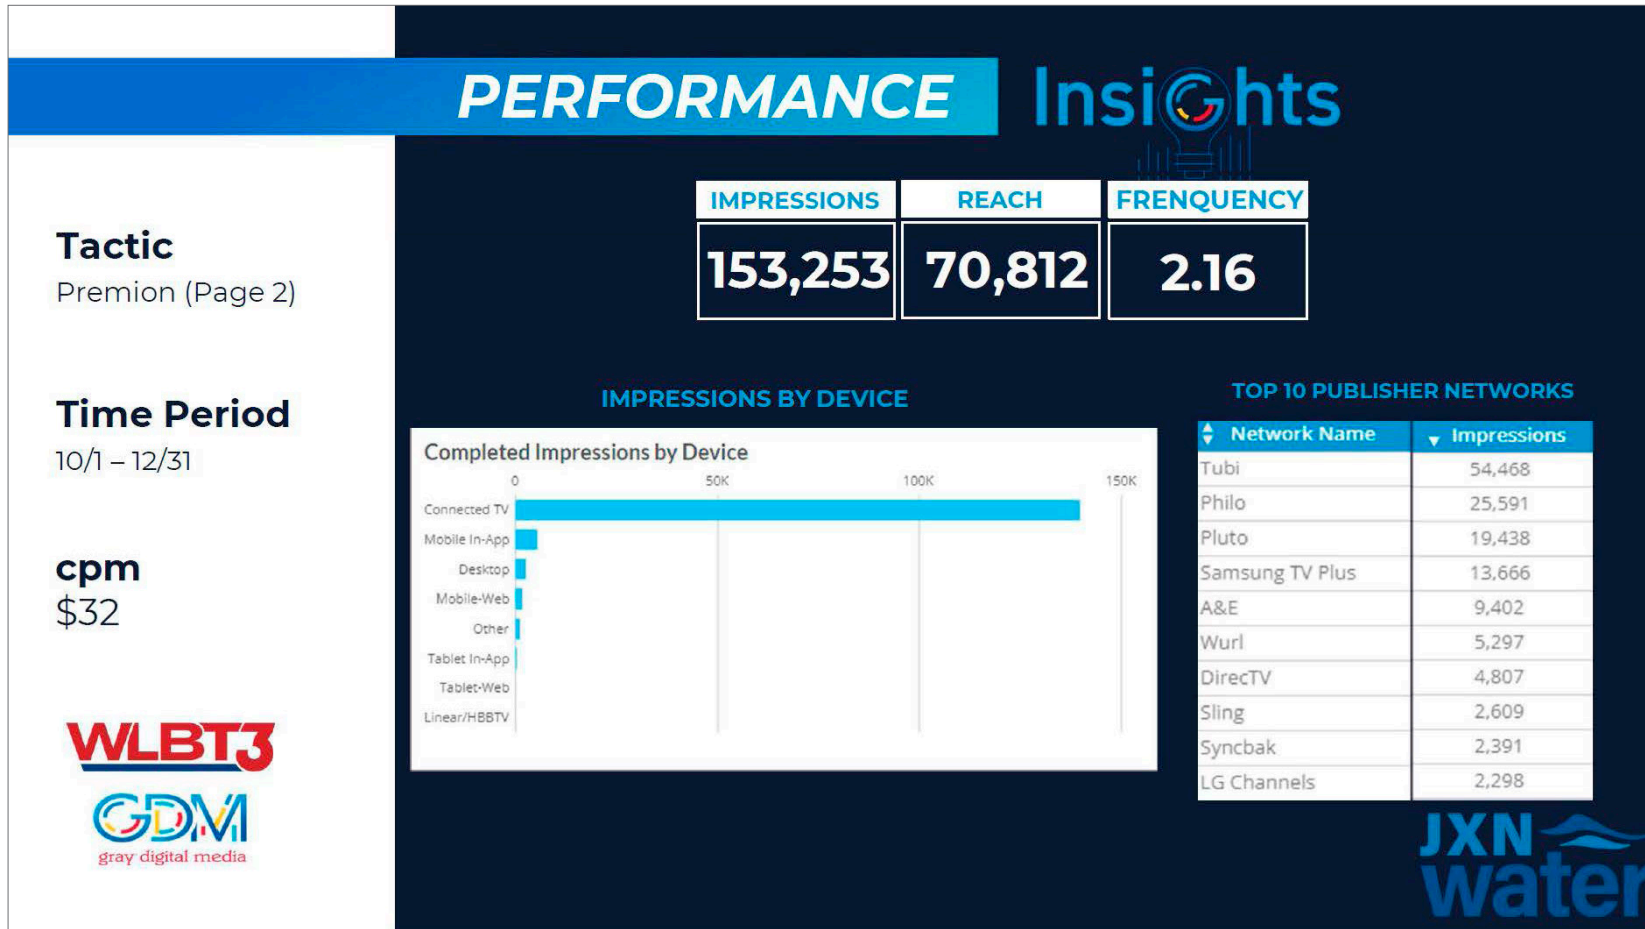 PERFORMANCE
InsiGhts
Tactic
Premion (Page 2)
Time Period
10/1 – 12/31
cpm
$32
WLBT3
GDM
gray digital media
IMPRESSIONS REACH FRENQUENCY
153,253 70,812 2.16
IMPRESSIONS BY DEVICE
Completed Impressions by Device
0 50K 100K 150K
Connected TV
Mobile In-App
Desktop
Mobile-Web
Other
Tablet In-App
Tablet-Web
Linear/HBBTV
TOP 10 PUBLISHER NETWORKS
Network Name Impressions
Tubi 54,468
Philo 25,591
Pluto 19,438
Samsung TV Plus 13,666
A&E 9,402
Wurl 5,297
DirecTV 4,807
Sling 2,609
Syncbak 2,391
LG Channels 2,298
JXN
water